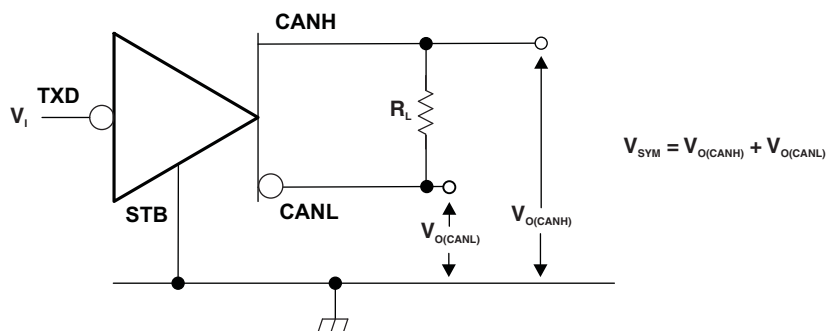 CANH
TXD
V_I
R_L
V_SYM = V_O(CANH) + V_O(CANL)
CANL
STB
V_O(CANL)
V_O(CANH)